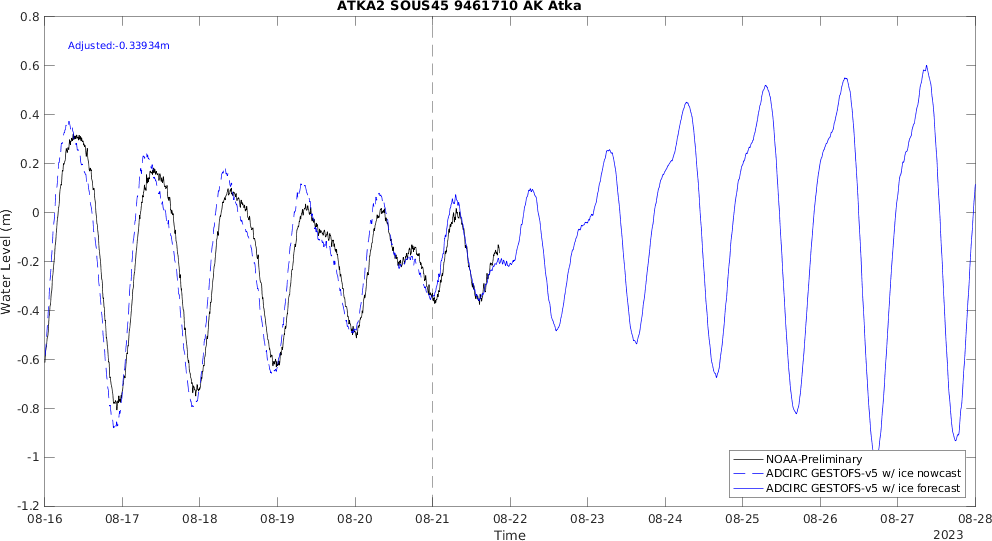 ATKA2 SOUS45 9461710 AK Atka
Adjusted:-0.33934m
0.8
0.6
0.4
0.2
0
-0.2
-0.4
-0.6
-0.8
-1
-1.2
Water Level (m)
NOAA-Preliminary
ADCIRC GESTOFS-v5 w/ ice nowcast
ADCIRC GESTOFS-v5 w/ ice forecast
08-16 08-17 08-18 08-19 08-20 08-21 08-22 08-23 08-24 08-25 08-26 08-27 08-28
Time
2023